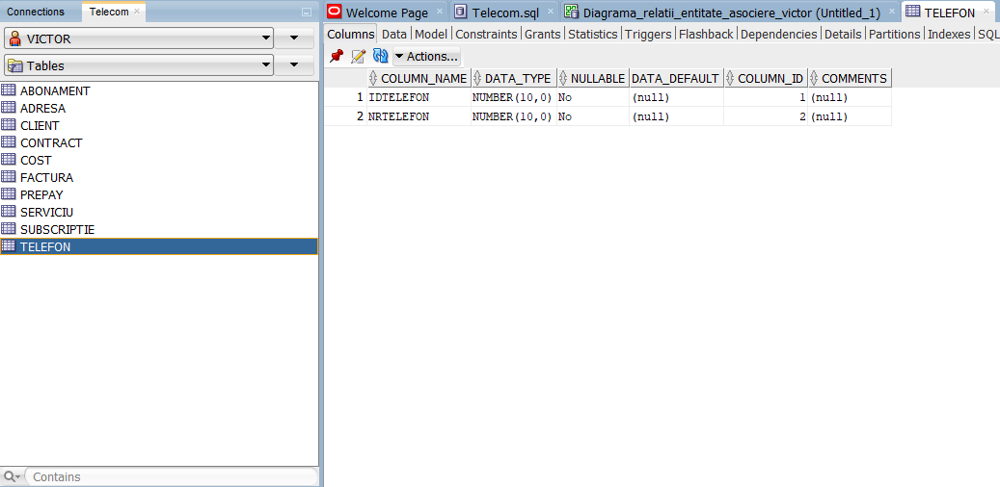 Connections Telecom
VICTOR
Tables
ABONAMENT
ADRESA
CLIENT
CONTRACT
COST
FACTURA
PREPAY
SERVICIU
SUBSCRIPTIE
TELEFON
Contains
Welcome Page Telecom.sql Diagrama_relatii_entitate_asociere_victor (Untitled_1) TELEFON
Columns Data Model Constraints Grants Statistics Triggers Flashback Dependencies Details Partitions Indexes SQL
Actions...
COLUMN_NAME DATA_TYPE NULLABLE DATA_DEFAULT COLUMN_ID COMMENTS
1 IDTELEFON NUMBER(10,0) No (null) 1 (null)
2 NRTELEFON NUMBER(10,0) No (null) 2 (null)